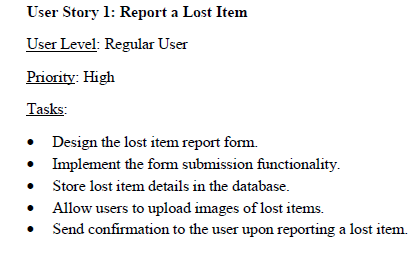 User Story 1: Report a Lost Item
User Level: Regular User
Priority: High
Tasks:
• Design the lost item report form.
• Implement the form submission functionality.
• Store lost item details in the database.
• Allow users to upload images of lost items.
• Send confirmation to the user upon reporting a lost item.